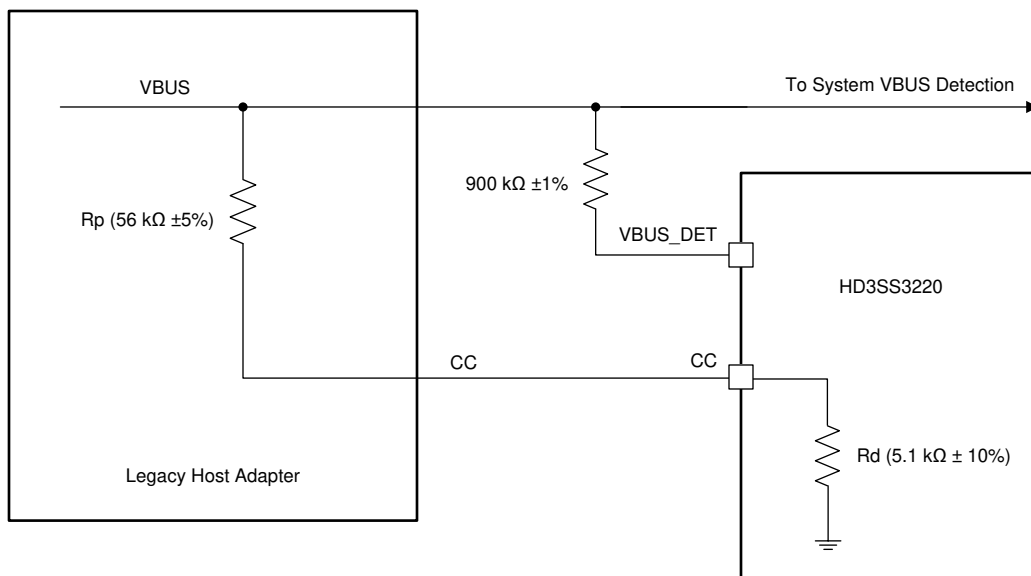 VBUS
To System VBUS Detection
900 kΩ ±1%
Rp (56 kΩ ±5%)
VBUS_DET
HD3SS3220
CC
CC
Rd (5.1 kΩ ± 10%)
Legacy Host Adapter